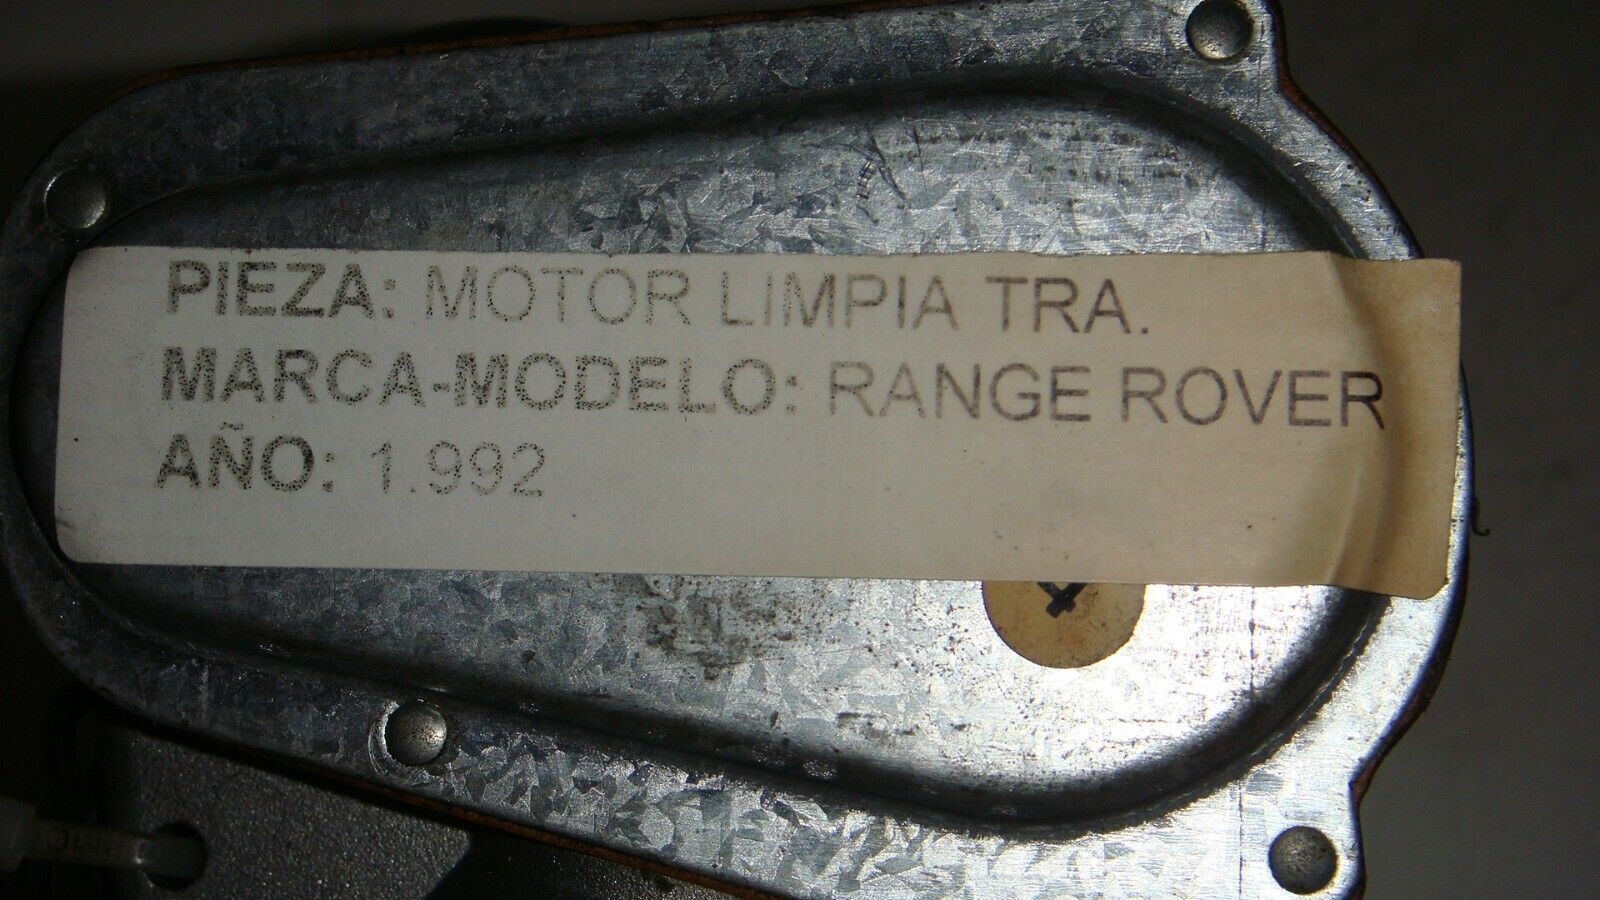 PIEZA: MOTOR LIMPIA TRA.
MARCA-MODELO: RANGE ROVER
AÑO: 1.992